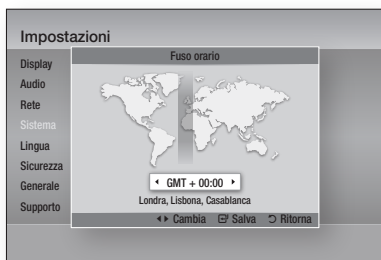 Impostazioni
Fuso orario
Display
Audio
Rete
Sistema
Lingua
Sicurezza
Generale
Supporto
GMT + 00:00
Londra, Lisbona, Casablanca
Cambia Salva Ritorna